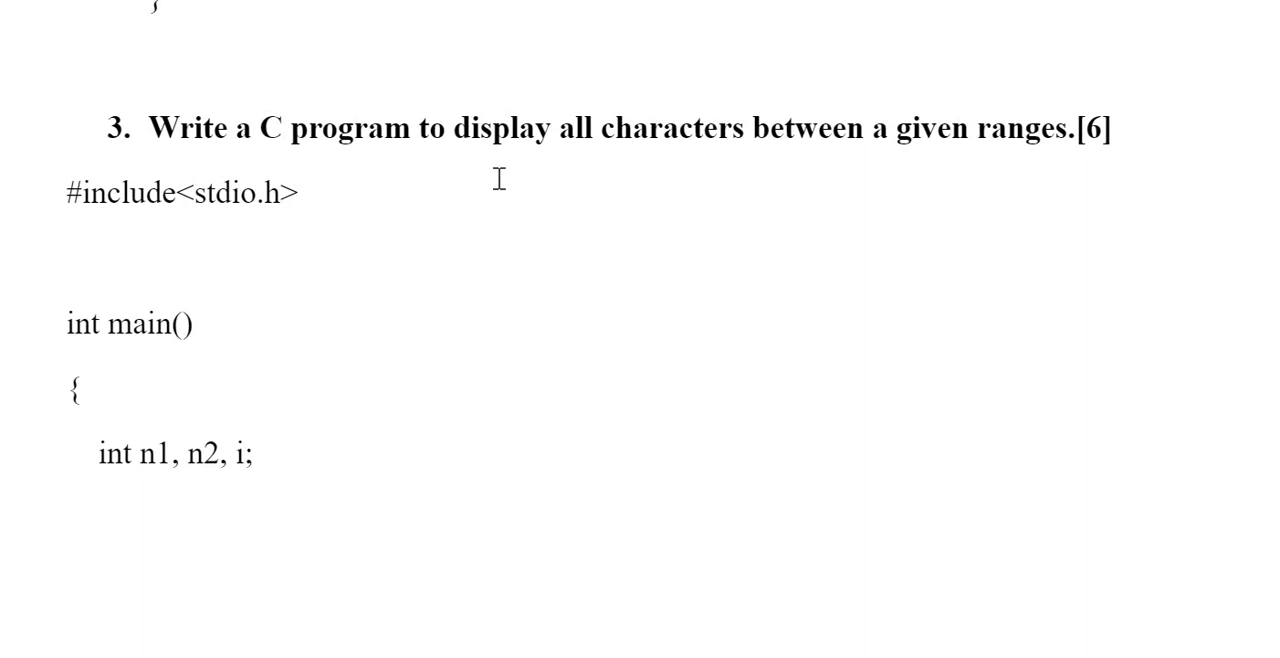 }
3. Write a C program to display all characters between a given ranges.[6]
#include<stdio.h>
int main()
{
int n1, n2, i;